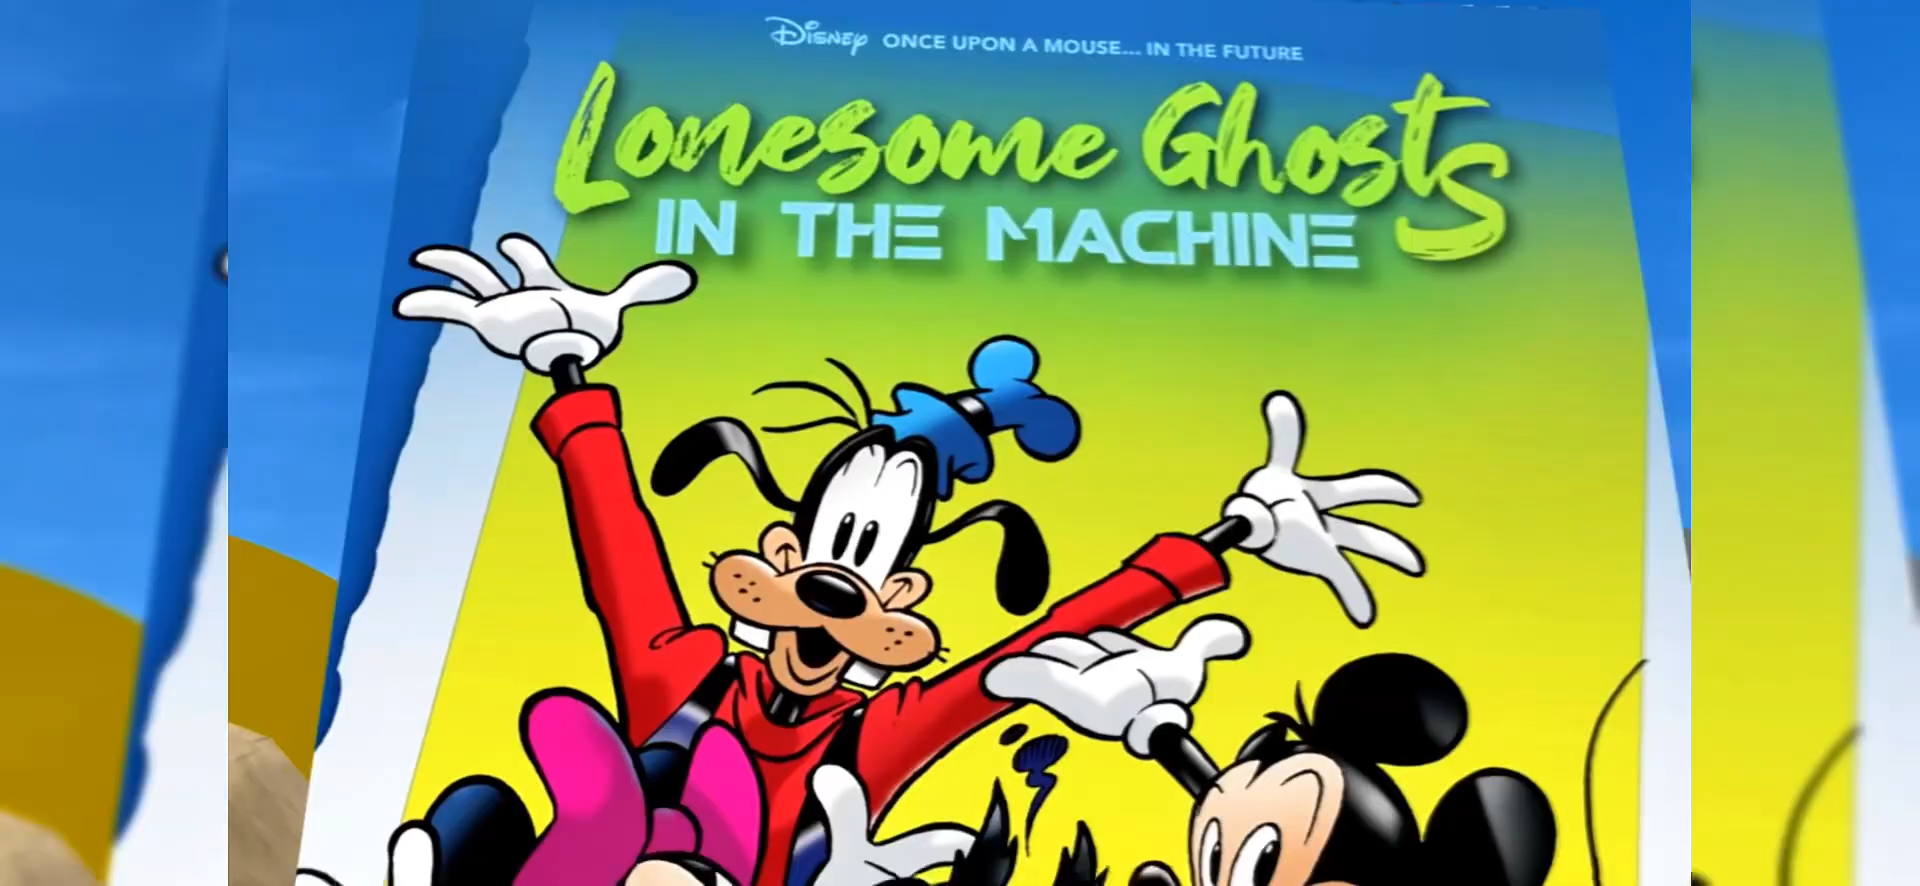 Disney ONCE UPON A MOUSE... IN THE FUTURE
Lonesome Ghosts
IN THE MACHINE